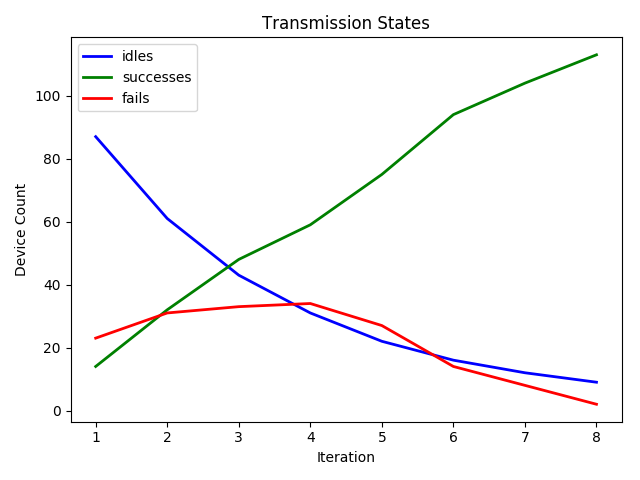 Transmission States
idles
successes
fails
100
80
60
40
20
0
Device Count
1 2 3 4 5 6 7 8
Iteration